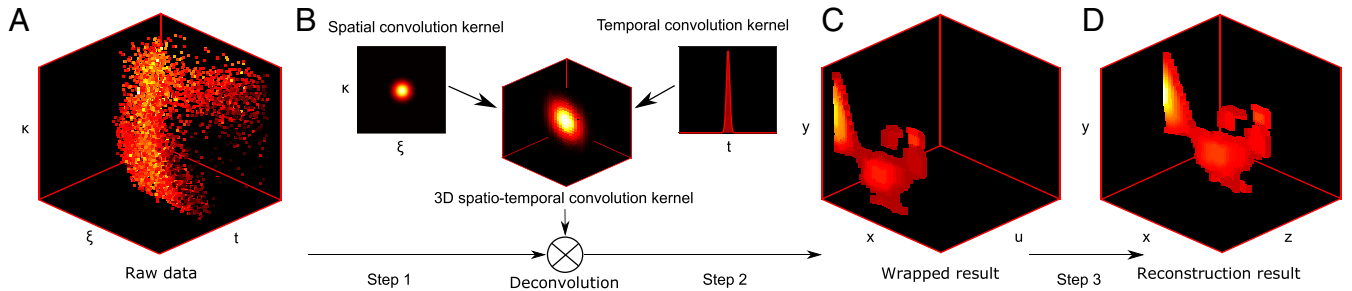 A
κ
ξ
t
Raw data
B
Spatial convolution kernel
κ
ξ
Temporal convolution kernel
t
3D spatio-temporal convolution kernel
Step 1
Deconvolution
Step 2
C
y
x
u
Wrapped result
Step 3
D
y
x
z
Reconstruction result